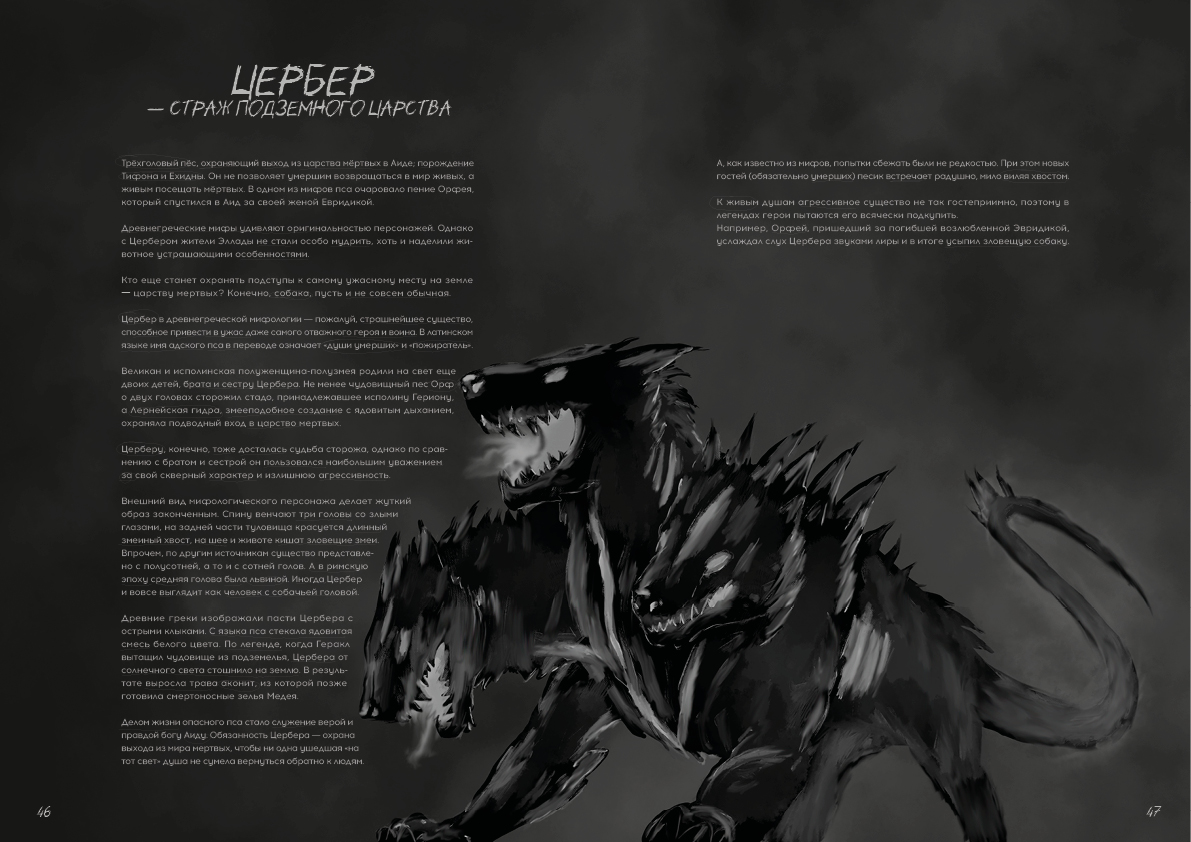 ЦЕРБЕР
— СТРАЖ ПОДЗЕМНОГО ЦАРСТВА
Трёхголовый пёс, охраняющий выход из царства мёртвых в Аиде; порождение
Тифона и Ехидны. Он не позволяет умершим возвращаться в мир живых, а
живым посещать мёртвых. В одном из мифов пса очаровало пение Орфея,
который спустился в Аид за своей женой Евридикой.
Древнегреческие мифы удивляют оригинальностью персонажей. Однако
с Цербером жители Эллады не стали особо мудрить, хоть и наделили жи-
вотное устрашающими особенностями.
Кто еще станет охранять подступы к самому ужасному месту на земле
— царству мертвых? Конечно, собака, пусть и не совсем обычная.
Цербер в древнегреческой мифологии — пожалуй, страшнейшее существо,
способное привести в ужас даже самого отважного героя и воина. В латинском
языке имя адского пса в переводе означает «души умерших» и «пожиратель».
Великан и исполинская полуженщина-полузмея родили на свет еще
двоих детей, брата и сестру Цербера. Не менее чудовищный пес Орф
о двух головах сторожил стадо, принадлежавшее исполину Гериону,
а Лернейская гидра, змееподобное создание с ядовитым дыханием,
охраняла подводный вход в царство мертвых.
Церберу, конечно, тоже досталась судьба сторожа, однако по срав-
нению с братом и сестрой он пользовался наибольшим уважением
за свой скверный характер и излишнюю агрессивность.
Внешний вид мифологического персонажа делает жуткий
образ законченным. Спину венчают три головы со злыми
глазами, на задней части туловища красуется длинный
змеиный хвост, на шее и животе кишат зловещие змеи.
Впрочем, по другим источникам существо представле-
но с полусотней, а то и с сотней голов. А в римскую
эпоху средняя голова была львиной. Иногда Цербер
и вовсе выглядит как человек с собачьей головой.
Древние греки изображали пасти Цербера с
острыми клыками. С языка пса стекала ядовитая
смесь белого цвета. По легенде, когда Геракл
вытащил чудовище из подземелья, Цербера от
солнечного света стошнило на землю. В резуль-
тате выросла трава аконит, из которой позже
готовила смертоносные зелья Медея.
Делом жизни опасного пса стало служение верой и
правдой богу Аиду. Обязанность Цербера — охрана
выхода из мира мертвых, чтобы ни одна ушедшая «на
тот свет» душа не сумела вернуться обратно к людям.
46
А, как известно из мифов, попытки сбежать были не редкостью. При этом новых
гостей (обязательно умерших) песик встречает радушно, мило виляя хвостом.
К живым душам агрессивное существо не так гостеприимно, поэтому в
легендах герои пытаются его всячески подкупить.
Например, Орфей, пришедший за погибшей возлюбленной Эвридикой,
услаждал слух Цербера звуками лиры и в итоге усыпил зловещую собаку.
47